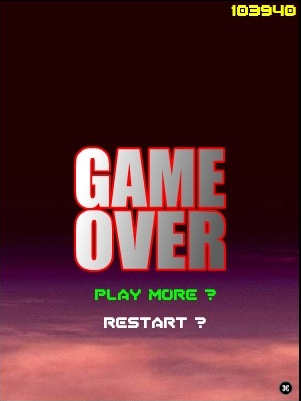 103940
GAME
OVER
PLAY MORE ?
RESTART ?